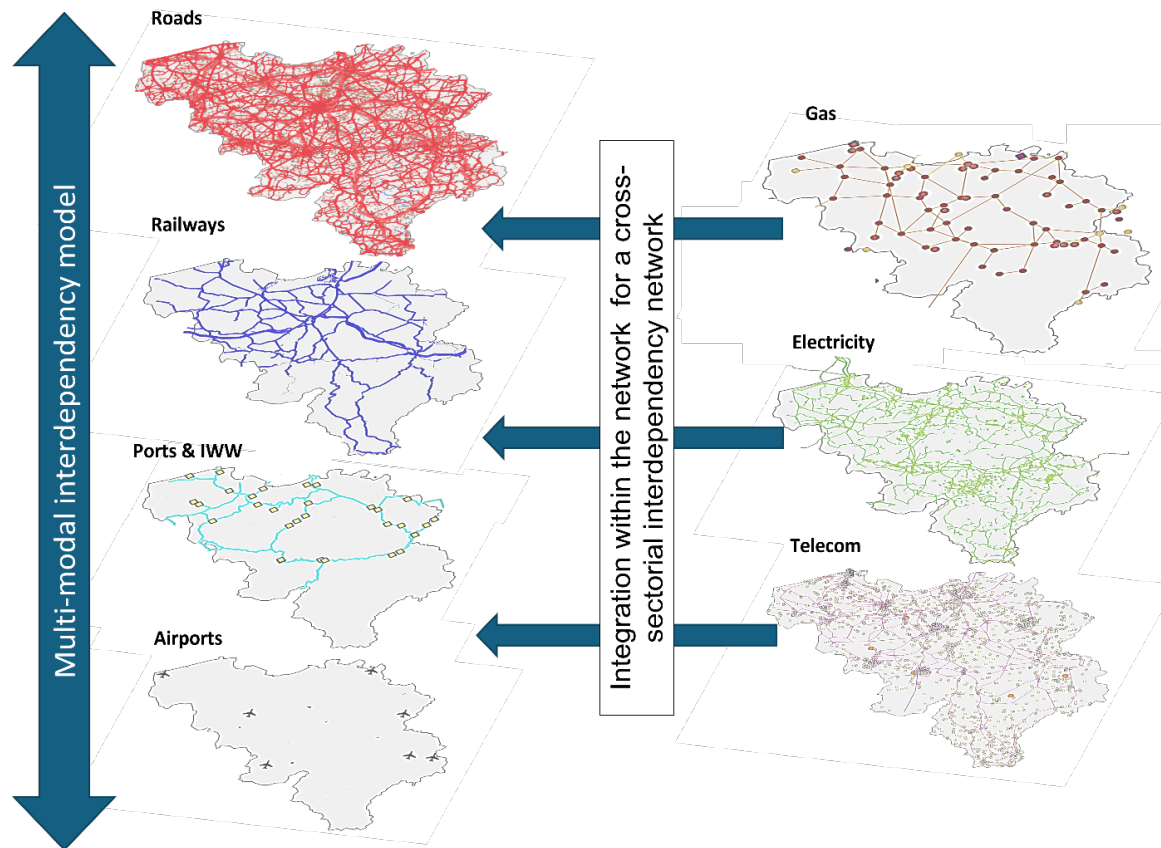 Roads
Railways
Ports & IWW
Airports
Multi-modal interdependency model
Integration within the network  for a cross-
sectorial interdependency network
Gas
Electricity
Telecom